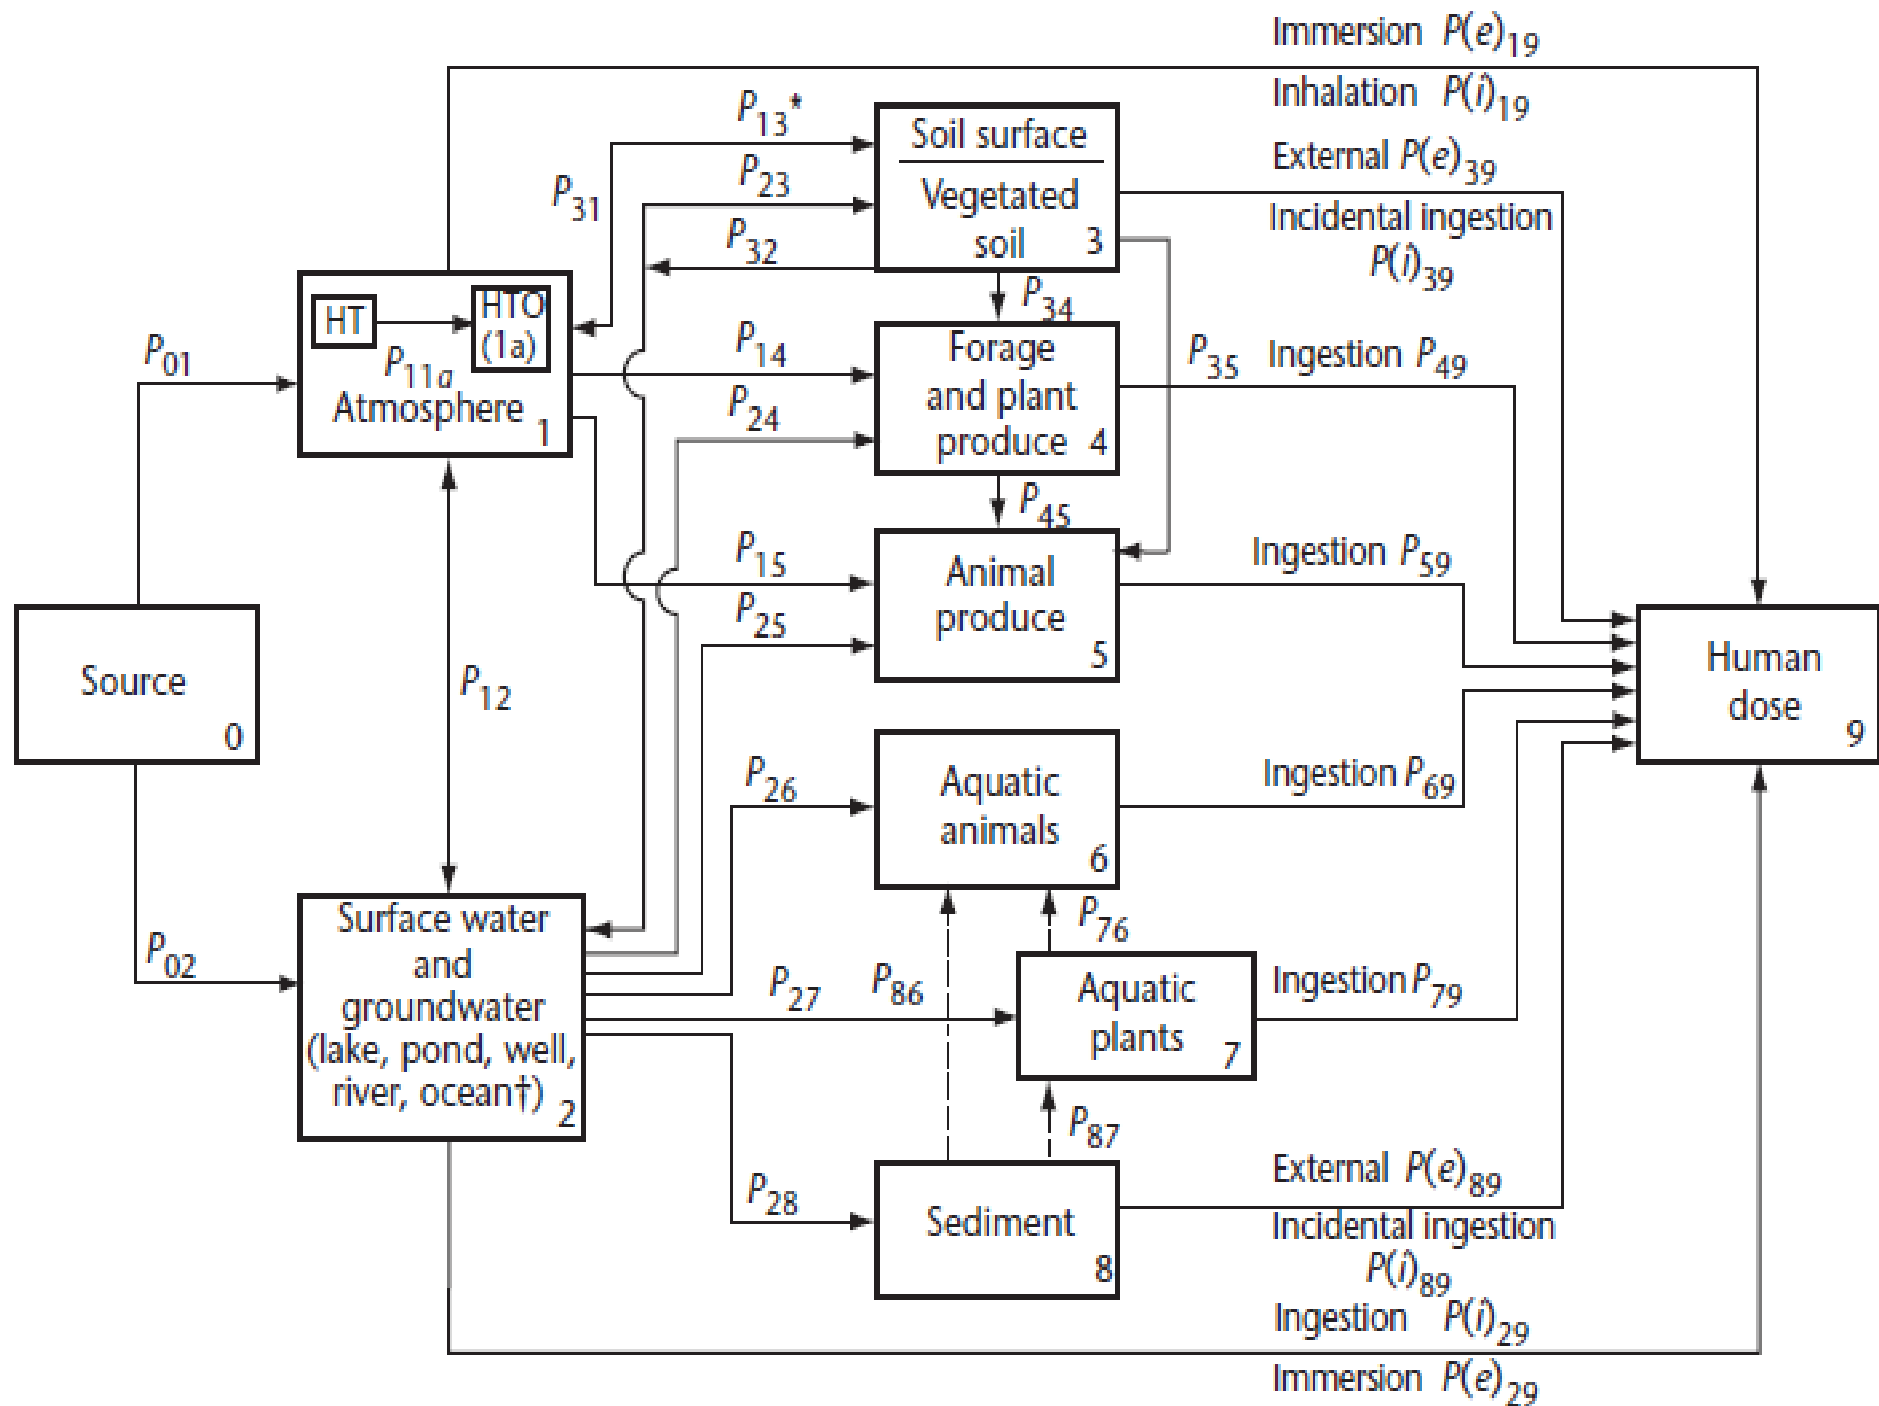 Immersion P(e)19
Inhalation P(i)19
P13*
Soil surface
Vegetated
soil 3
External P(e)39
Incidental ingestion
P(i)39
P31
P23
P32
P34
HT
HTO
(1a)
P11a
Atmosphere 1
P01
P14
P24
Forage
and plant
produce 4
P35
Ingestion P49
P45
P15
P25
Animal
produce
5
Ingestion P59
Source
0
P12
Human
dose
9
P26
Aquatic
animals
6
Ingestion P69
P76
P02
Surface water
and
groundwater
(lake, pond, well,
river, ocean†) 2
P27
P86
Aquatic
plants
7
Ingestion P79
P87
P28
Sediment
8
External P(e)89
Incidental ingestion
P(i)89
Ingestion P(i)29
Immersion P(e)29